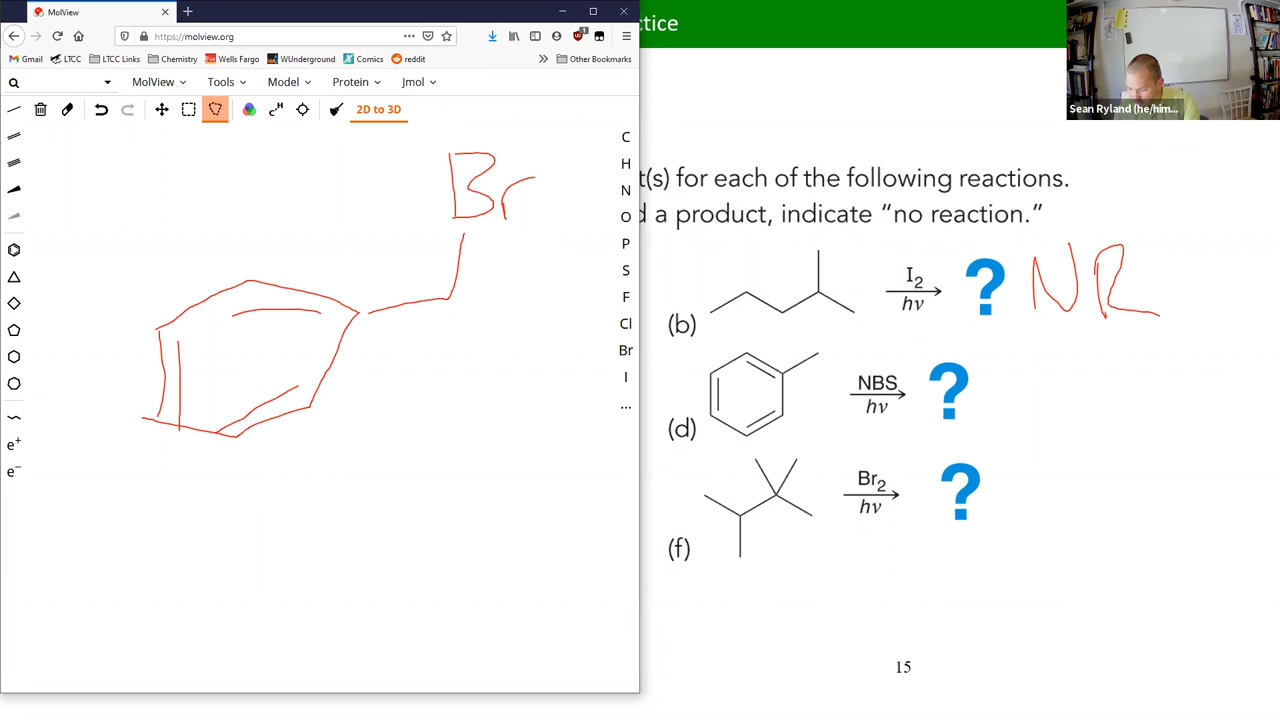 MolView
https://molview.org
Gmail LTCC LTCC Links Chemistry Wells Fargo WUnderground Comics reddit Other Bookmarks
MolView Tools Model Protein Jmol
2D to 3D
C
H
N
O
P
S
F
Cl
Br
I
...
e+
e−
Br
ctice
Sean Ryland (he/him...
t(s) for each of the following reactions.
d a product, indicate “no reaction.”
(b) I2 hν ? NR
(d) NBS hν ?
(f) Br2 hν ?
15